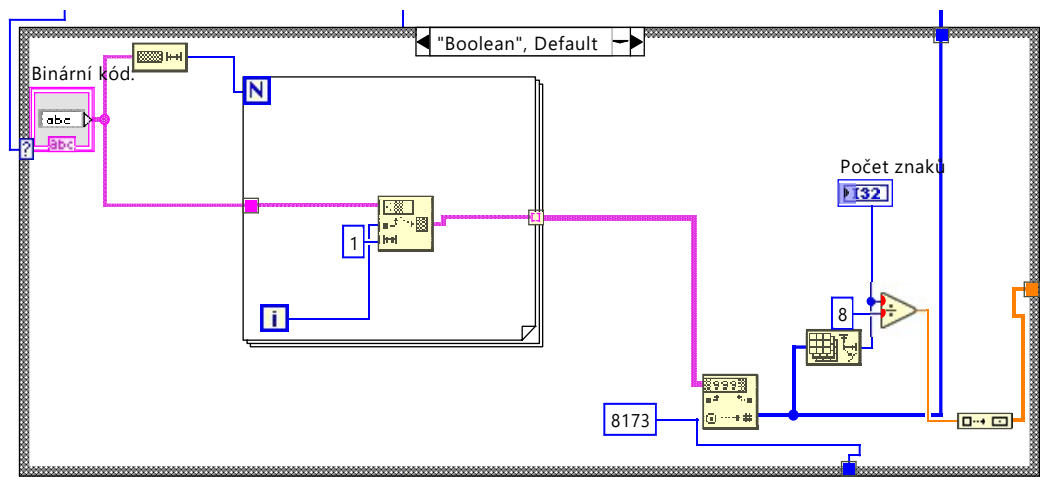 "Boolean", Default
Binární kód.
N
abc
abc
?
Počet znaků
I32
1
8
i
8173